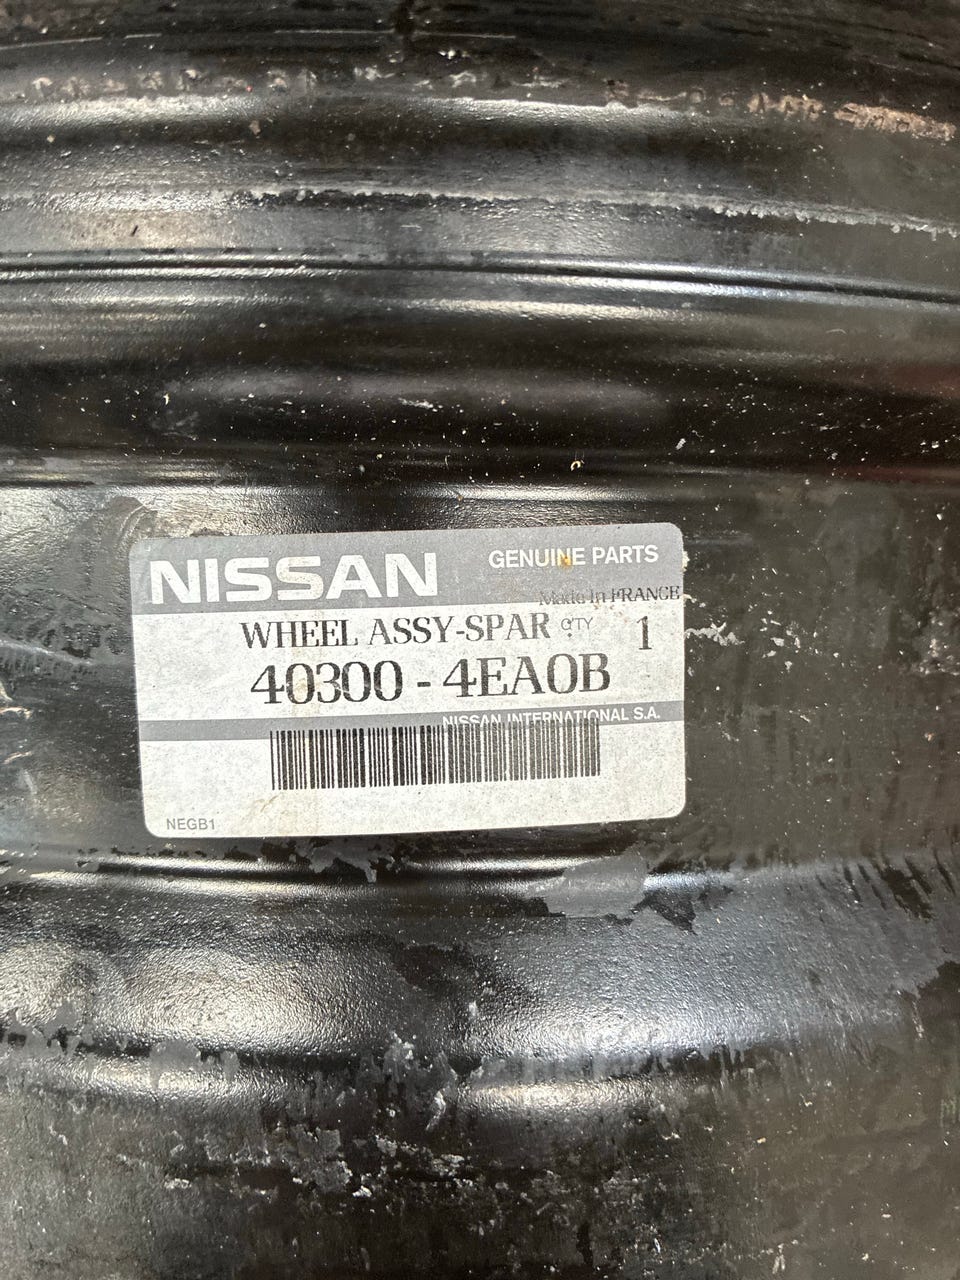 NISSAN GENUINE PARTS
Made In FRANCE
WHEEL ASSY-SPAR Q'TY 1
40300 - 4EA0B
NISSAN INTERNATIONAL S.A.
NEGB1